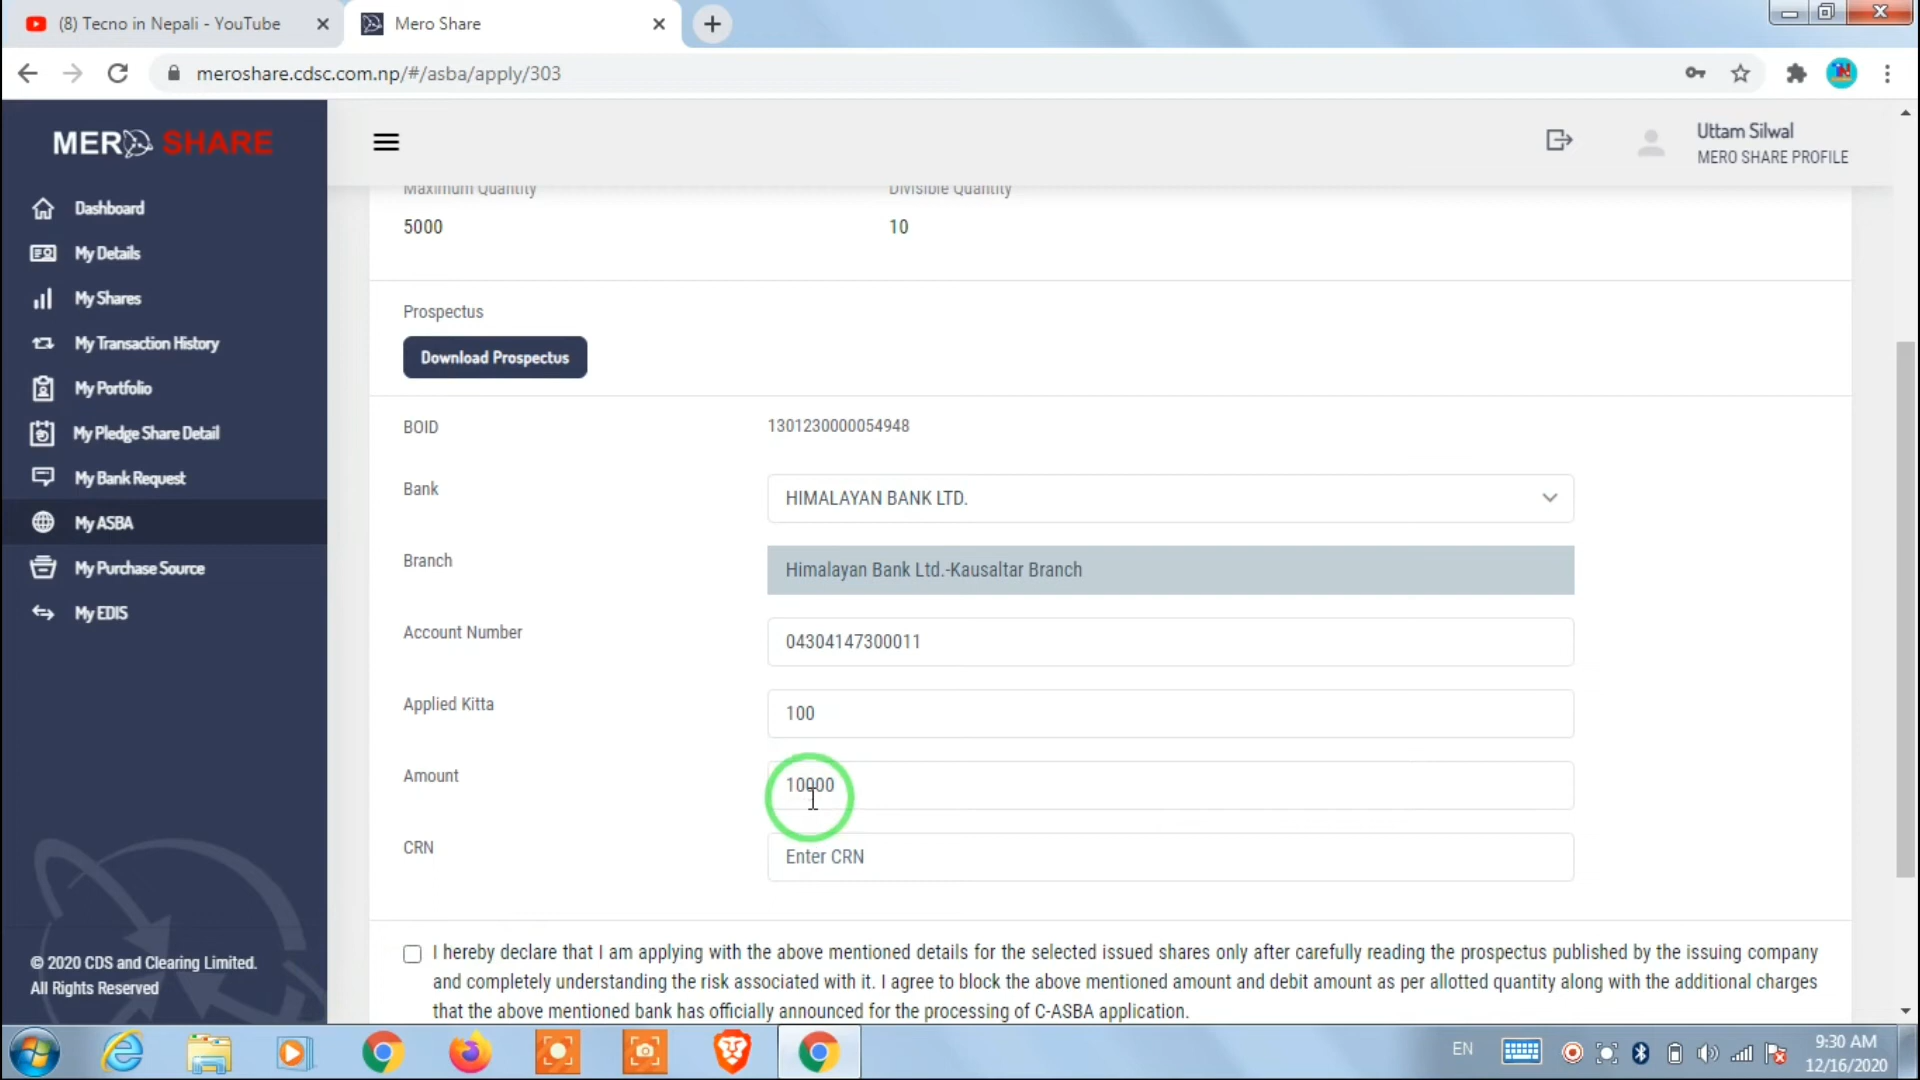 (8) Tecno in Nepali - YouTube
Mero Share
meroshare.cdsc.com.np/#/asba/apply/303
MERO SHARE
Uttam Silwal
MERO SHARE PROFILE
Dashboard
My Details
My Shares
My Transaction History
My Portfolio
My Pledge Share Detail
My Bank Request
My ASBA
My Purchase Source
My EDIS
© 2020 CDS and Clearing Limited.
All Rights Reserved
Maximum Quantity
Divisible Quantity
5000
10
Prospectus
Download Prospectus
BOID
1301230000054948
Bank
HIMALAYAN BANK LTD.
Branch
Himalayan Bank Ltd.-Kausaltar Branch
Account Number
04304147300011
Applied Kitta
100
Amount
10000
CRN
Enter CRN
I hereby declare that I am applying with the above mentioned details for the selected issued shares only after carefully reading the prospectus published by the issuing company
and completely understanding the risk associated with it. I agree to block the above mentioned amount and debit amount as per allotted quantity along with the additional charges
that the above mentioned bank has officially announced for the processing of C-ASBA application.
EN
9:30 AM
12/16/2020